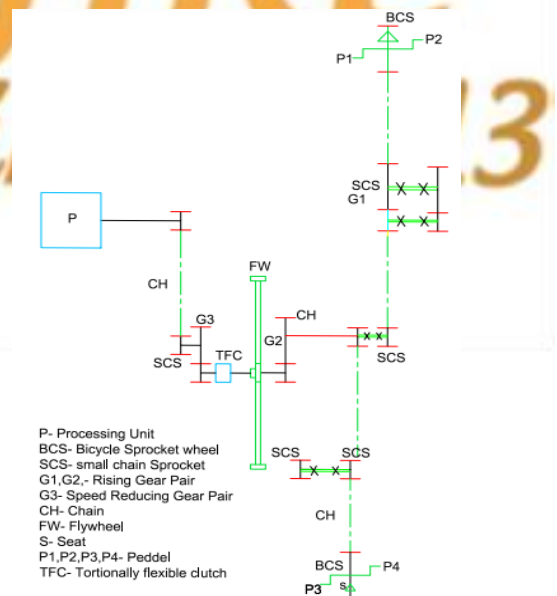 BCS
P1
P2
SCS
G1
P
FW
CH
CH
G3
G2
TFC
SCS
SCS
SCS
SCS
P- Processing Unit
BCS- Bicycle Sprocket wheel
SCS- small chain Sprocket
G1,G2,- Rising Gear Pair
G3- Speed Reducing Gear Pair
CH- Chain
FW- Flywheel
S- Seat
P1,P2,P3,P4- Peddel
TFC- Tortionally flexible clutch
CH
BCS
P4
P3
s
13